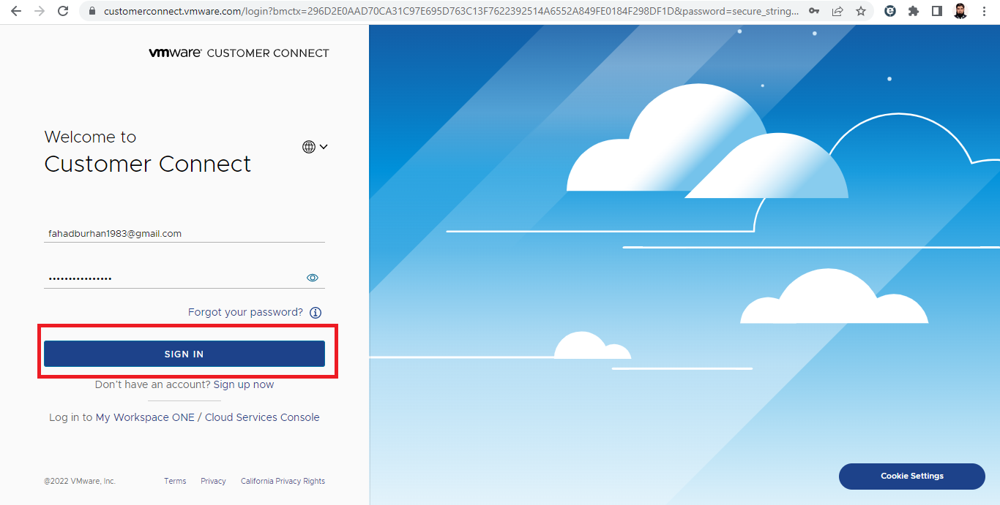 customerconnect.vmware.com/login?bmctx=296D2E0AAD70CA31C97E695D763C13F7622392514A6552A849FE0184F298DF1D&password=secure_string...
vmware® CUSTOMER CONNECT
Welcome to
Customer Connect
fahadburhan1983@gmail.com
••••••••••••••••
Forgot your password?
SIGN IN
Don't have an account? Sign up now
Log in to My Workspace ONE / Cloud Services Console
@2022 VMware, Inc. Terms Privacy California Privacy Rights
Cookie Settings